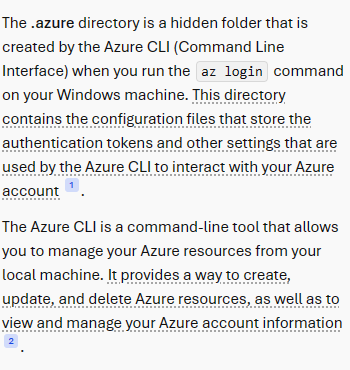 The .azure directory is a hidden folder that is
created by the Azure CLI (Command Line
Interface) when you run the az login command
on your Windows machine. This directory
contains the configuration files that store the
authentication tokens and other settings that are
used by the Azure CLI to interact with your Azure
account 1 .
The Azure CLI is a command-line tool that allows
you to manage your Azure resources from your
local machine. It provides a way to create,
update, and delete Azure resources, as well as to
view and manage your Azure account information
2 .